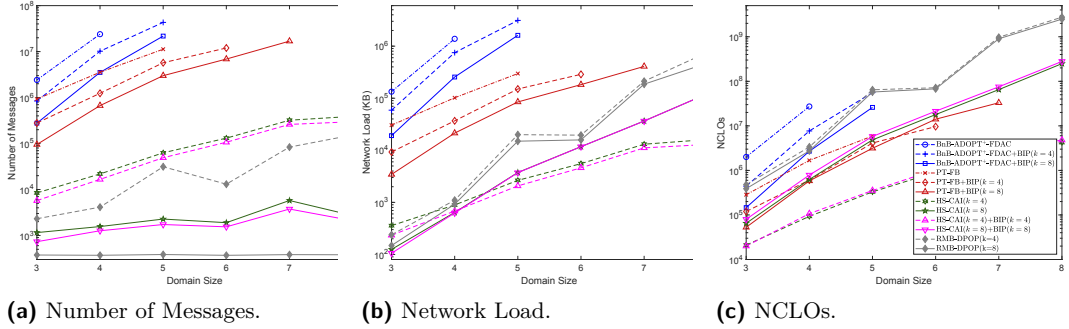 10^8
10^7
10^6
10^5
10^4
10^3
Number of Messages
3 4 5 6 7
Domain Size
10^6
10^5
10^4
10^3
10^2
Network Load (KB)
3 4 5 6 7
Domain Size
10^9
10^8
10^7
10^6
10^5
10^4
NCLOs
3 4 5 6 7 8
Domain Size
BnB-ADOPT⁺-FDAC
BnB-ADOPT⁺-FDAC+BIP(k = 4)
BnB-ADOPT⁺-FDAC+BIP(k = 8)
PT-FB
PT-FB+BIP(k = 4)
PT-FB+BIP(k = 8)
HS-CAI(k = 4)
HS-CAI(k = 8)
HS-CAI(k = 4)+BIP(k = 4)
HS-CAI(k = 8)+BIP(k = 8)
RMB-DPOP(k=4)
RMB-DPOP(k=8)
(a) Number of Messages.
(b) Network Load.
(c) NCLOs.